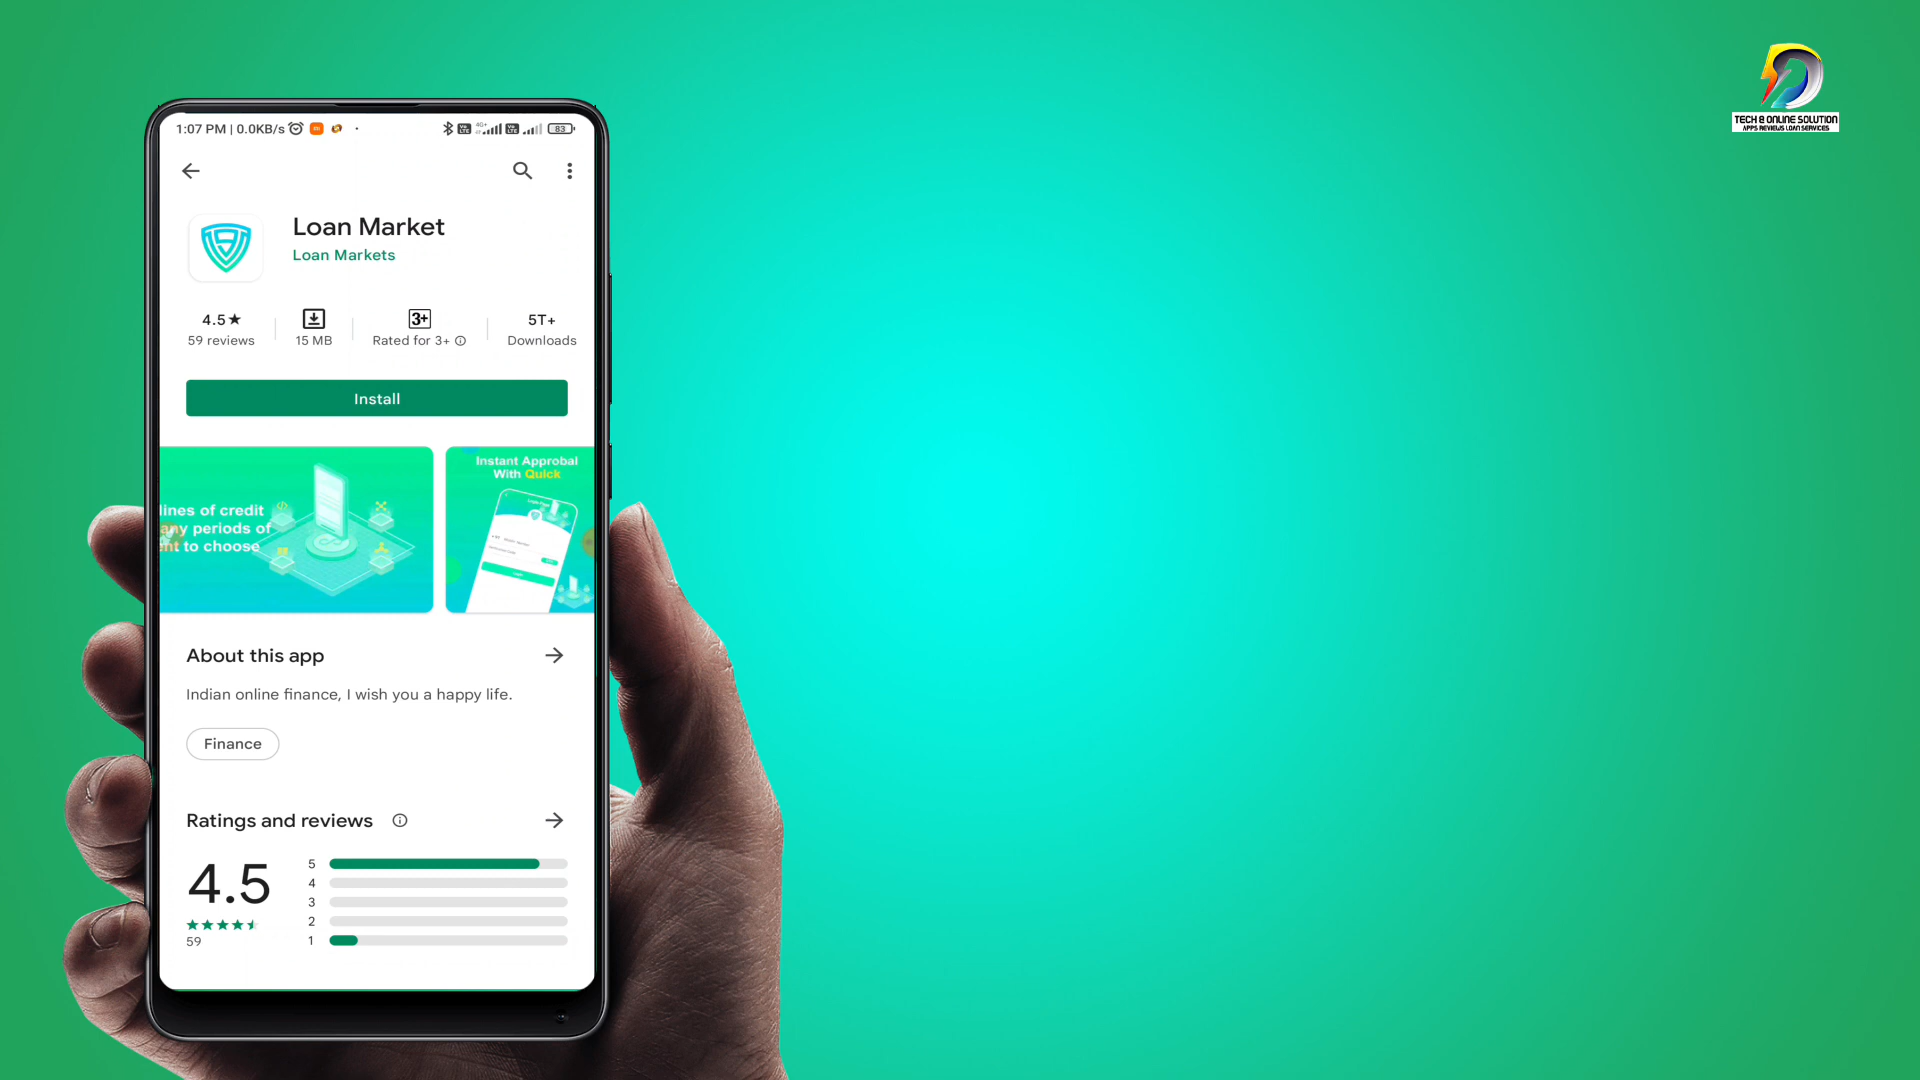 TECH & ONLINE SOLUTION
APPS REVIEWS LOAN SERVICES
1:07 PM | 0.0KB/s
83
Loan Market
Loan Markets
4.5★
59 reviews
15 MB
3+
Rated for 3+
5T+
Downloads
Install
lines of credit
any periods of
nt to choose
Instant Approbal
With Quick
About this app
Indian online finance, I wish you a happy life.
Finance
Ratings and reviews
4.5
59
5
4
3
2
1